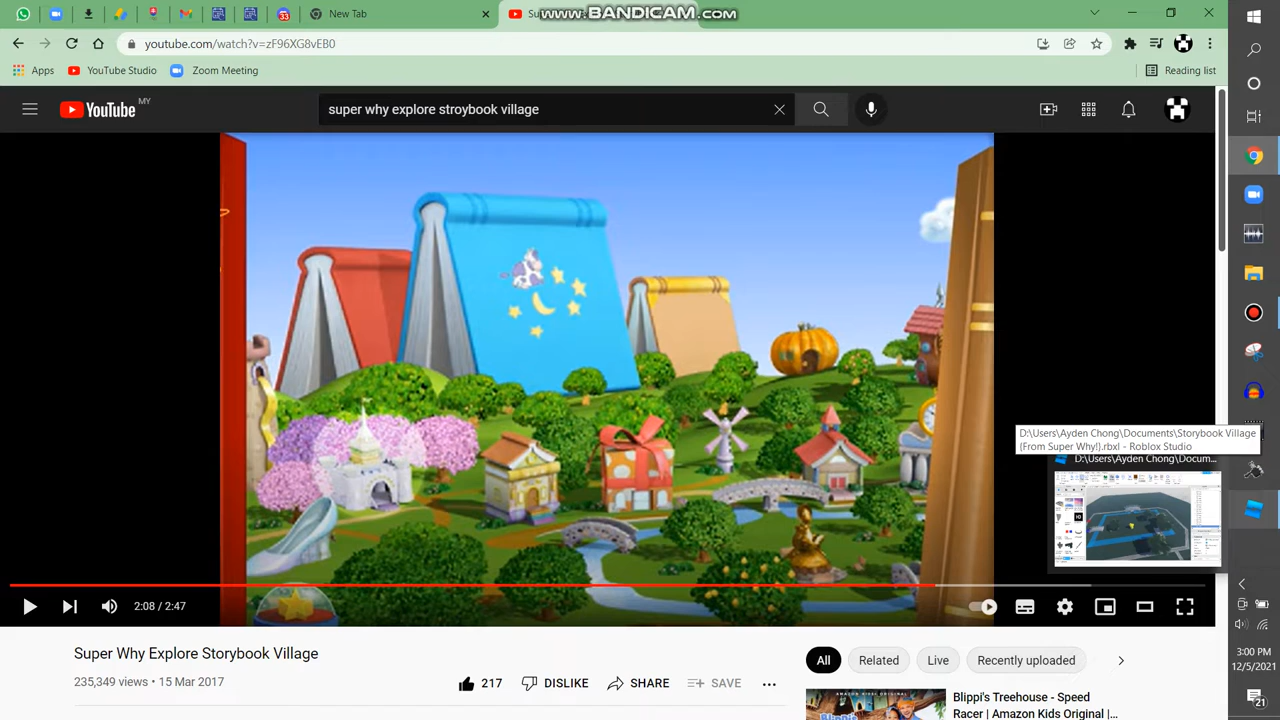 33
New Tab
Su
WWW.BANDICAM.COM
youtube.com/watch?v=zF96XG8vEB0
Apps
YouTube Studio
Zoom Meeting
Reading list
YouTube MY
super why explore stroybook village
D:\Users\Ayden Chong\Documents\Storybook Village
(From Super Why!).rbxl - Roblox Studio
D:\Users\Ayden Chong\Docum...
2:08 / 2:47
Super Why Explore Storybook Village
235,349 views • 15 Mar 2017
217
DISLIKE
SHARE
SAVE
All
Related
Live
Recently uploaded
AMAZON KIDS ORIGINAL
Blippi's Treehouse - Speed
Racer | Amazon Kids Original |...
3:00 PM
12/5/2021
21